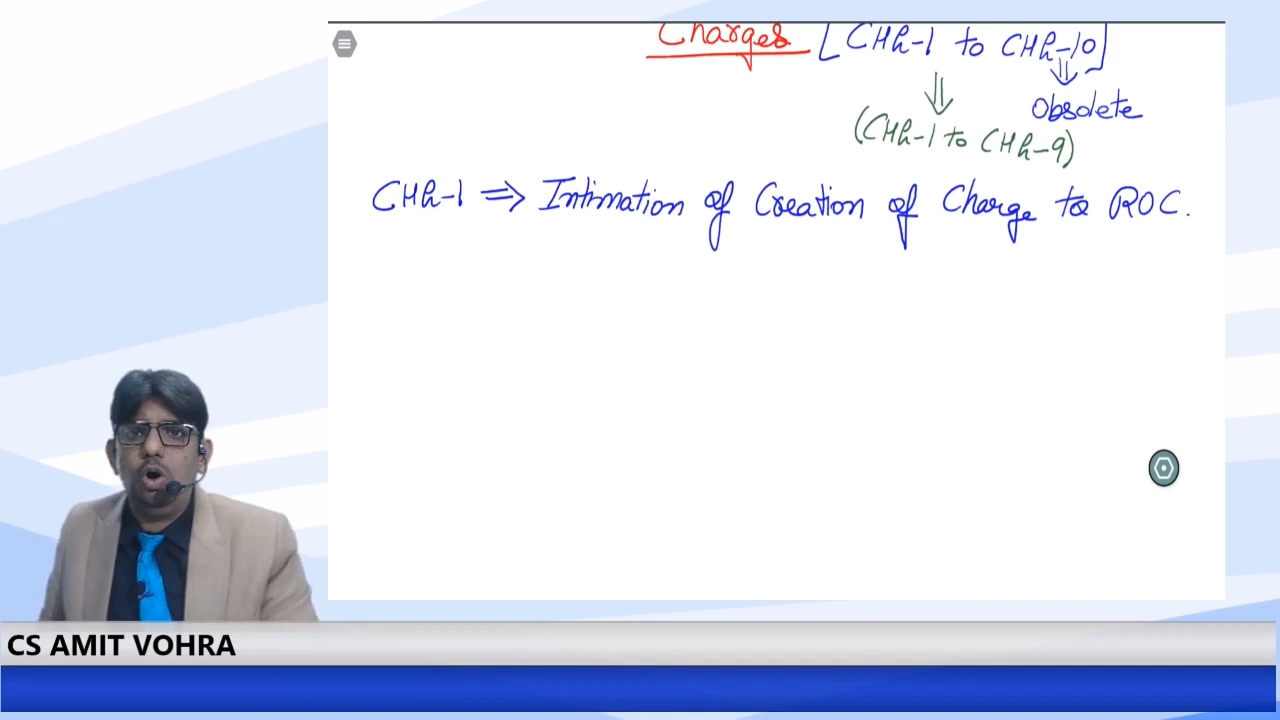 Charges [CHG-1 to CHG-10]
Obsolete
(CHG-1 to CHG-9)
CHG-1 ⇒ Intimation of Creation of Charge to ROC.
CS AMIT VOHRA